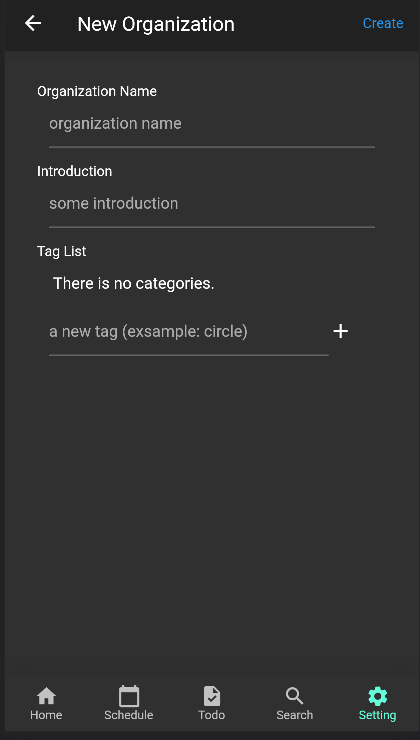 New Organization
Create
Organization Name
organization name
Introduction
some introduction
Tag List
There is no categories.
a new tag (exsample: circle)
Home
Schedule
Todo
Search
Setting